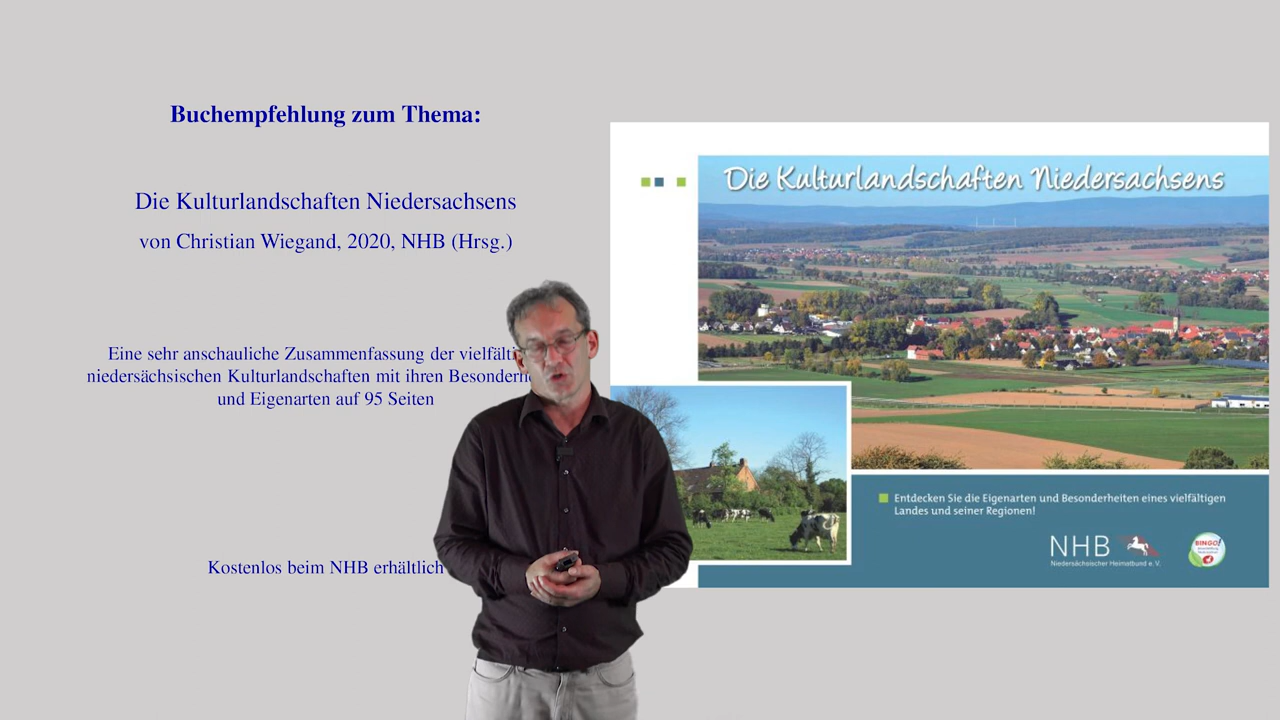 Buchempfehlung zum Thema:
Die Kulturlandschaften Niedersachsens
von Christian Wiegand, 2020, NHB (Hrsg.)
Eine sehr anschauliche Zusammenfassung der
niedersächsischen Kulturlandschaften mit ihren
und Eigenarten auf 95 Seiten
Kostenlos beim NHB erhältlich
Die Kulturlandschaften Niedersachsens
Entdecken Sie die Eigenarten und Besonderheiten eines vielfältigen
Landes und seiner Regionen!
NHB
Niedersächsischer Heimatbund e.V.
BINGO!